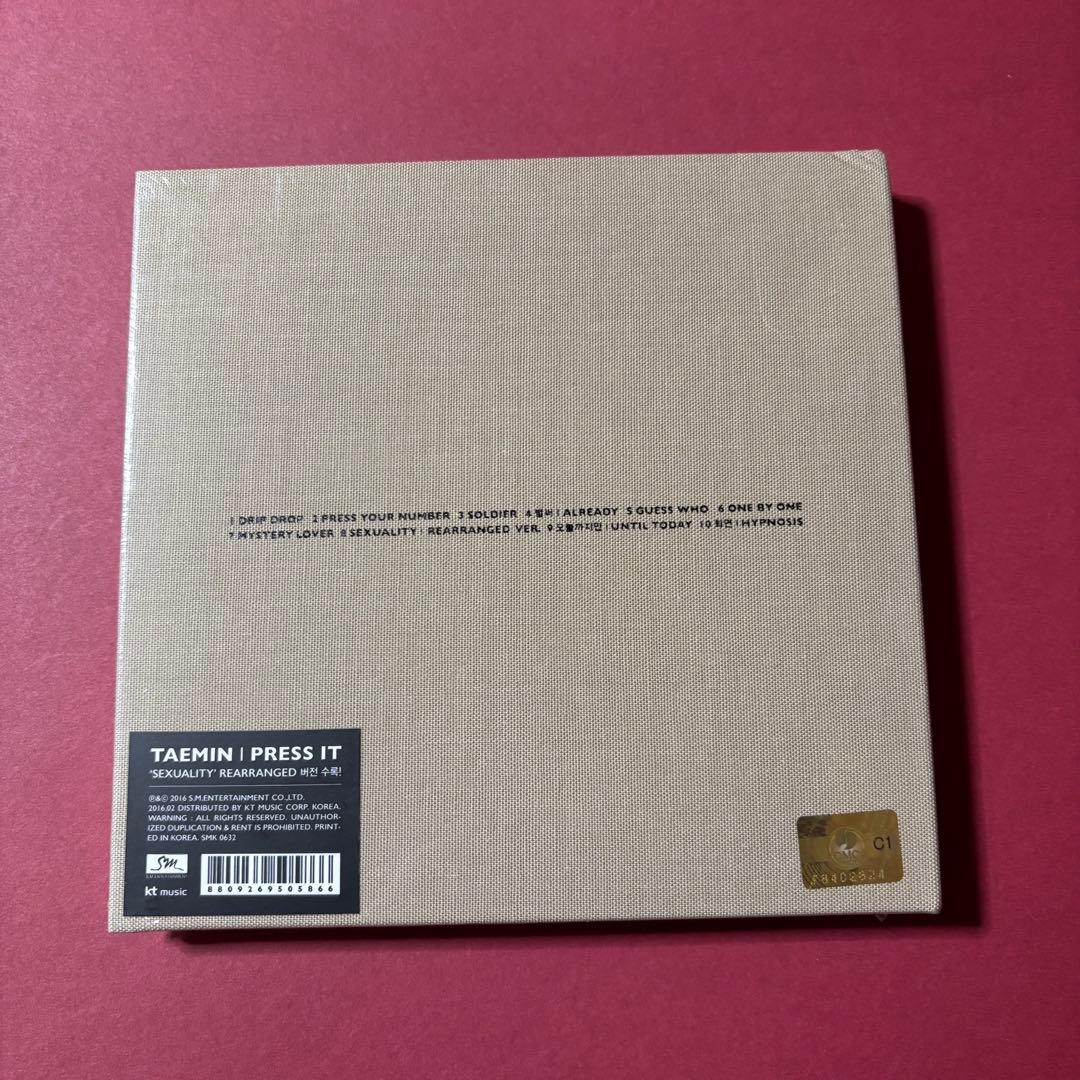 1 DRIP DROP 2 PRESS YOUR NUMBER 3 SOLDIER 4 벌써 | ALREADY 5 GUESS WHO 6 ONE BY ONE
7 MYSTERY LOVER 8 SEXUALITY | REARRANGED VER. 9 오늘까지만 | UNTIL TODAY 10 최면 | HYPNOSIS
TAEMIN | PRESS IT
'SEXUALITY' REARRANGED 버전 수록!
℗&© 2016 S.M.ENTERTAINMENT CO.,LTD.
2016.02 DISTRIBUTED BY KT MUSIC CORP. KOREA.
WARNING : ALL RIGHTS RESERVED. UNAUTHOR-
IZED DUPLICATION & RENT IS PROHIBITED. PRINT-
ED IN KOREA. SMK 0632
SM
S.M.ENTERTAINMENT
kt music
8809269505866
C1